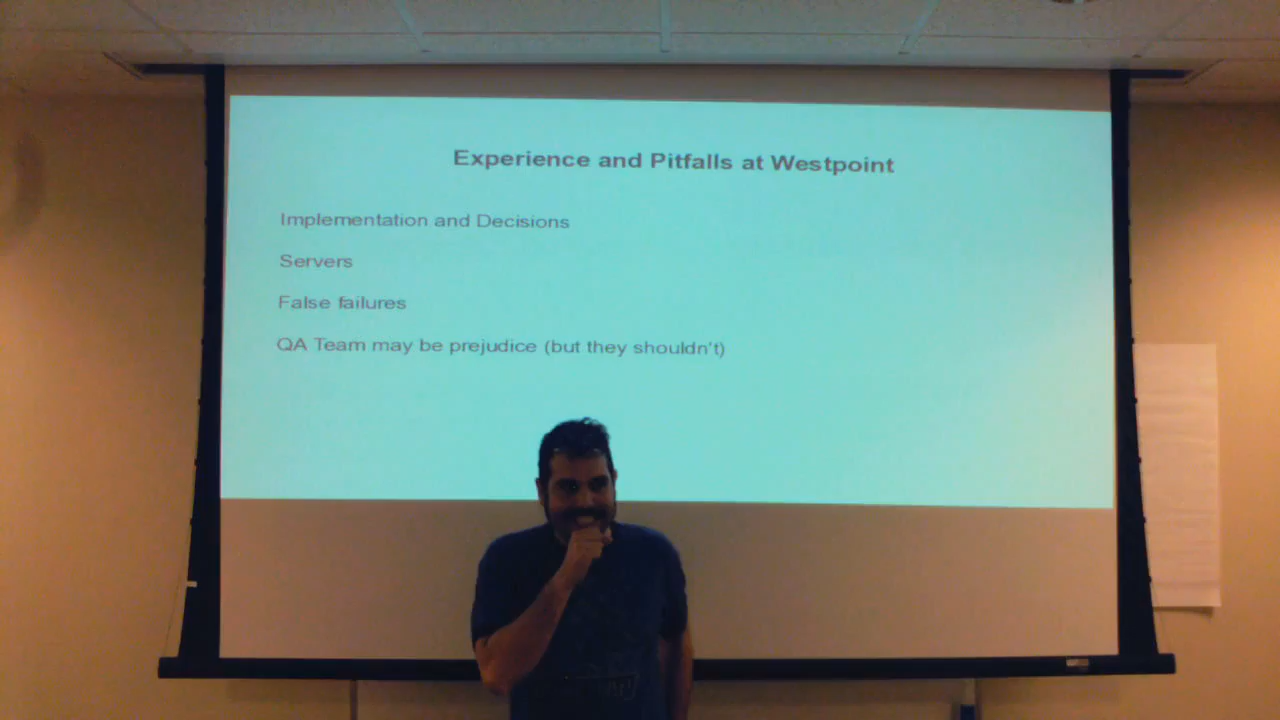 Experience and Pitfalls at Westpoint
Implementation and Decisions
Servers
False failures
QA Team may be prejudice (but they shouldn't)